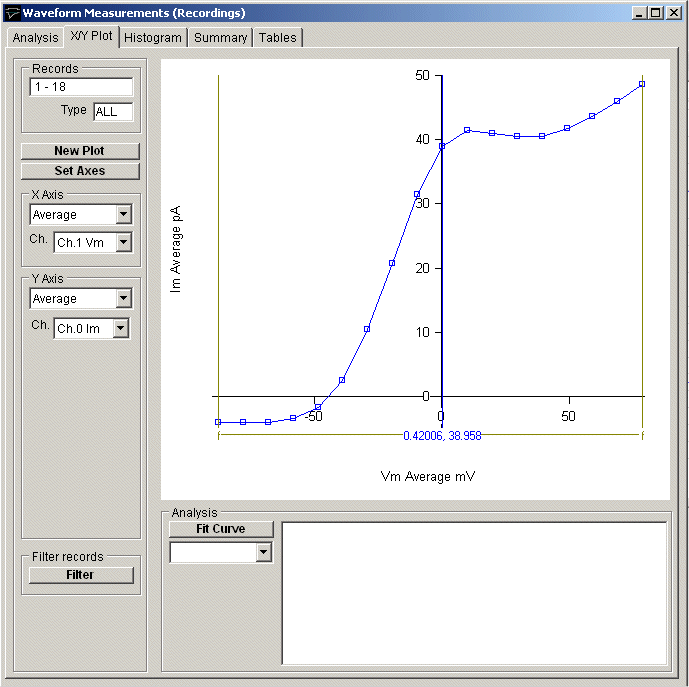 Waveform Measurements (Recordings)
Analysis X/Y Plot Histogram Summary Tables
Records
1 - 18
Type ALL
New Plot
Set Axes
X Axis
Average
Ch. Ch.1 Vm
Y Axis
Average
Ch. Ch.0 Im
Filter records
Filter
Im Average pA
50
40
30
20
10
0
-50 0 50
f 0.42006, 38.958 f
Vm Average mV
Analysis
Fit Curve